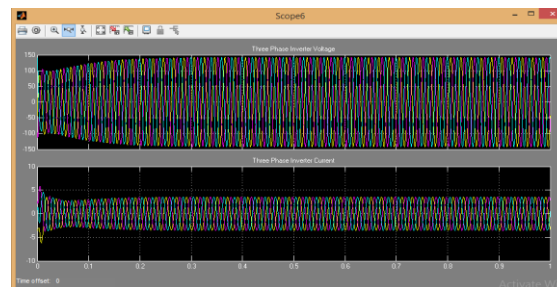 Scope6
Three Phase Inverter Voltage
150
100
50
0
-50
-100
-150
Three Phase Inverter Current
10
5
0
-5
-10
0 0.1 0.2 0.3 0.4 0.5 0.6 0.7 0.8 0.9 1
Time offset: 0
Activate W